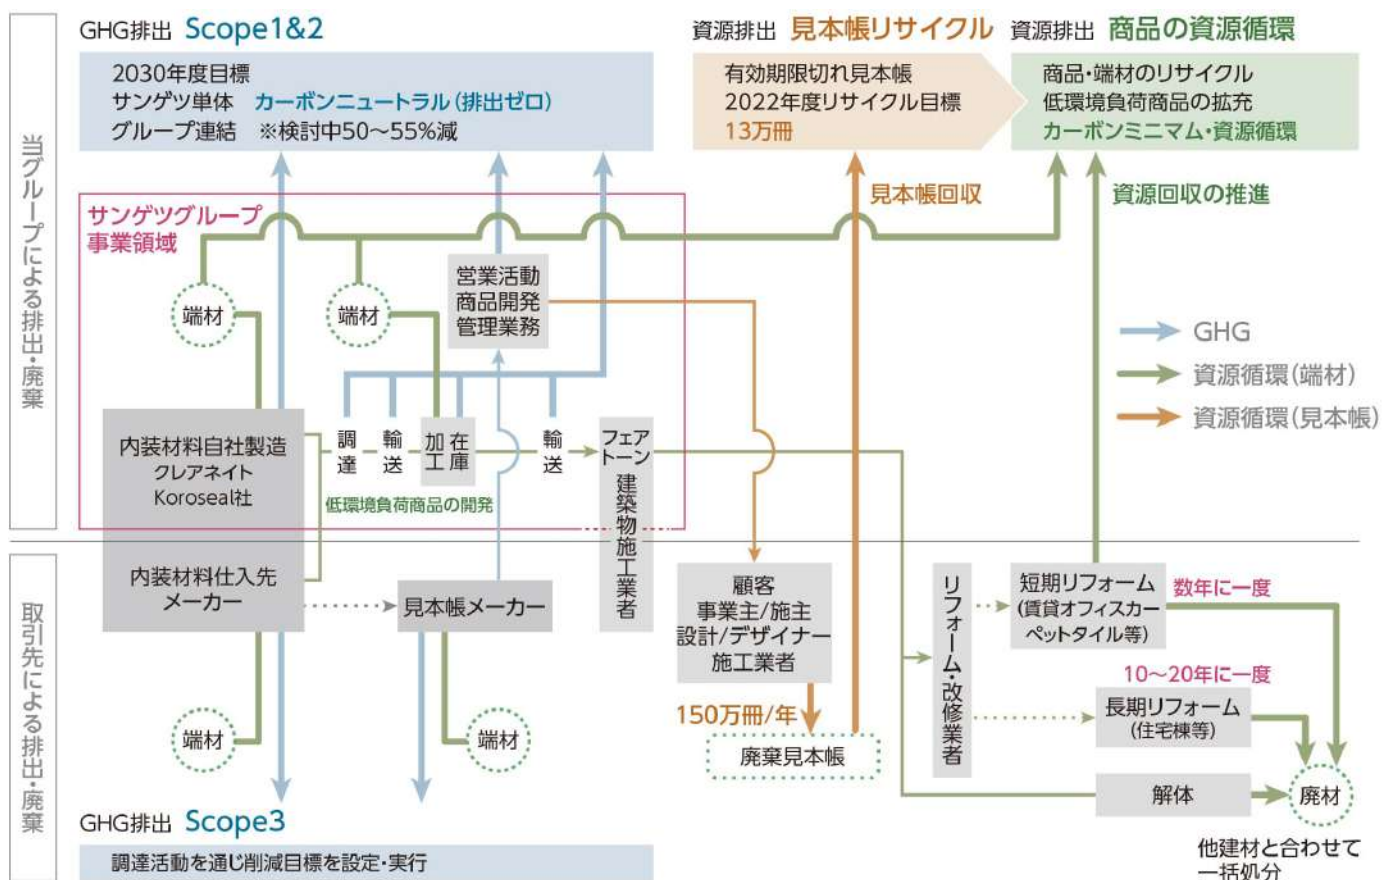 GHG排出 Scope1&2
2030年度目標
サンゲツ単体 カーボンニュートラル(排出ゼロ)
グループ連結 ※検討中50～55%減
資源排出 見本帳リサイクル
有効期限切れ見本帳
2022年度リサイクル目標
13万冊
資源排出 商品の資源循環
商品・端材のリサイクル
低環境負荷商品の拡充
カーボンミニマム・資源循環
当グループによる排出・廃棄
サンゲツグループ
事業領域
見本帳回収
資源回収の推進
端材
端材
営業活動
商品開発
管理業務
GHG
資源循環(端材)
資源循環(見本帳)
内装材料自社製造
クレアネイト
Koroseal社
調達
輸送
加工
在庫
輸送
フェア
トーン
建築物施工業者
低環境負荷商品の開発
取引先による排出・廃棄
内装材料仕入先
メーカー
見本帳メーカー
顧客
事業主/施主
設計/デザイナー
施工業者
リフォーム・改修業者
短期リフォーム
(賃貸オフィスカー
ペットタイル等)
数年に一度
10～20年に一度
長期リフォーム
(住宅棟等)
端材
端材
150万冊/年
廃棄見本帳
解体
廃材
他建材と合わせて
一括処分
GHG排出 Scope3
調達活動を通じ削減目標を設定・実行